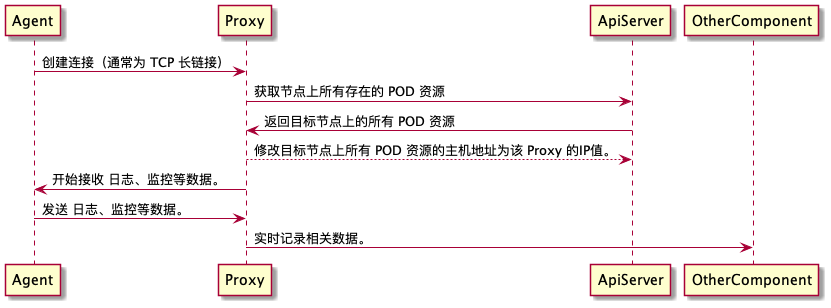 Agent Proxy ApiServer OtherComponent
创建连接（通常为 TCP 长链接）
获取节点上所有存在的 POD 资源
返回目标节点上的所有 POD 资源
修改目标节点上所有 POD 资源的主机地址为该 Proxy 的IP值。
开始接收 日志、监控等数据。
发送 日志、监控等数据。
实时记录相关数据。
Agent Proxy ApiServer OtherComponent